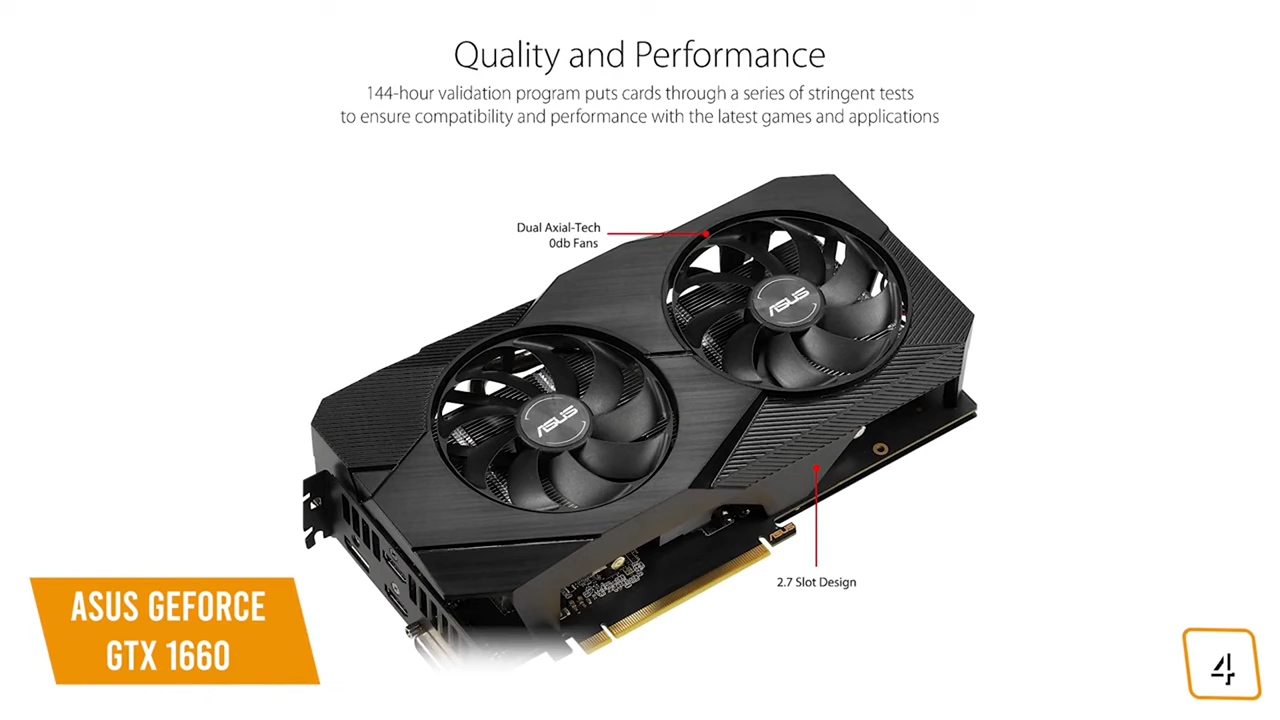 Quality and Performance
144-hour validation program puts cards through a series of stringent tests
to ensure compatibility and performance with the latest games and applications
Dual Axial-Tech
0db Fans
ASUS
ASUS
ASUS
2.7 Slot Design
ASUS GEFORCE
GTX 1660
4